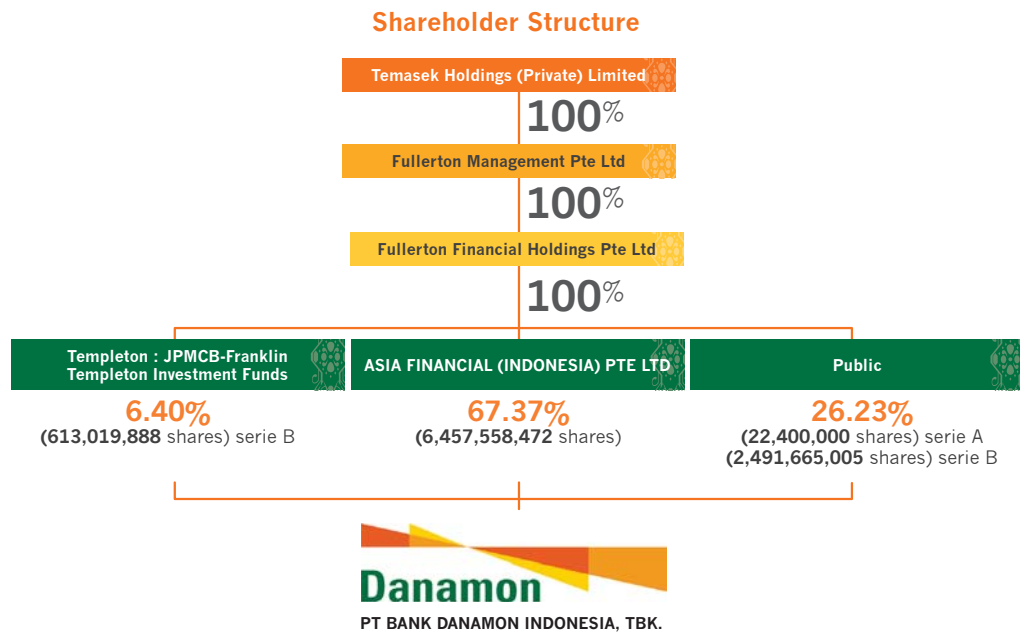 Shareholder Structure
Temasek Holdings (Private) Limited
100%
Fullerton Management Pte Ltd
100%
Fullerton Financial Holdings Pte Ltd
100%
Templeton : JPMCB-Franklin
Templeton Investment Funds
6.40%
(613,019,888 shares) serie B
ASIA FINANCIAL (INDONESIA) PTE LTD
67.37%
(6,457,558,472 shares)
Public
26.23%
(22,400,000 shares) serie A
(2,491,665,005 shares) serie B
Danamon
PT BANK DANAMON INDONESIA, TBK.